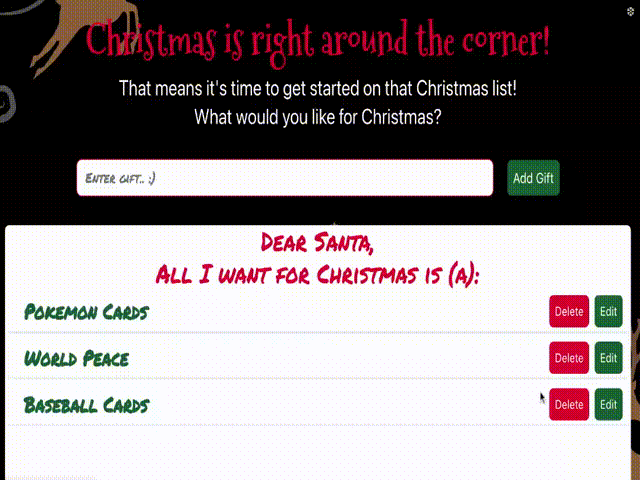 Christmas is right around the corner!
That means it's time to get started on that Christmas list!
What would you like for Christmas?
Enter gift.. :)
Add Gift
Dear Santa,
All I want for Christmas is (a):
Pokemon Cards
Delete
Edit
World Peace
Delete
Edit
Baseball Cards
Delete
Edit